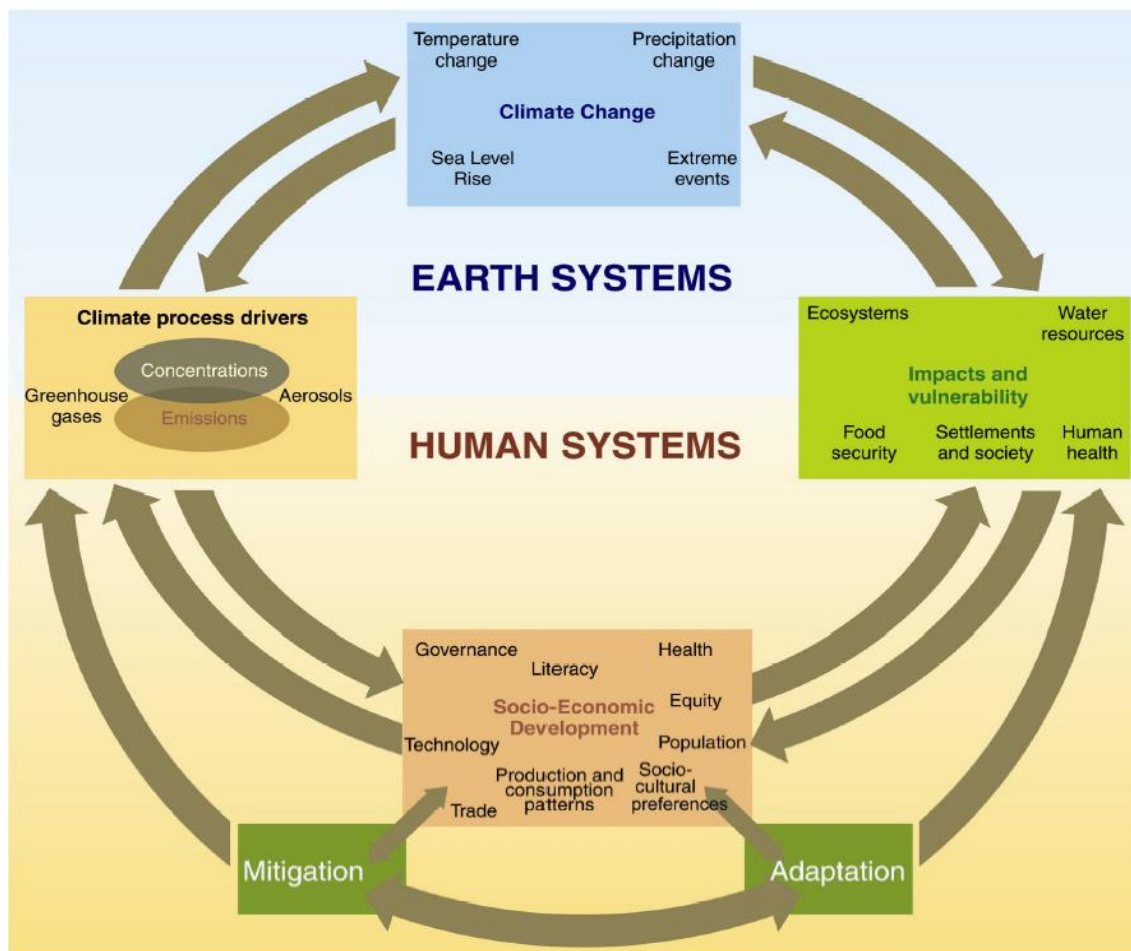 Temperature
change
Precipitation
change
Climate Change
Sea Level
Rise
Extreme
events
EARTH SYSTEMS
Climate process drivers
Concentrations
Greenhouse
gases
Aerosols
Emissions
Ecosystems
Water
resources
Impacts and
vulnerability
Food
security
Settlements
and society
Human
health
HUMAN SYSTEMS
Governance
Literacy
Health
Socio-Economic
Development
Equity
Technology
Population
Production and
consumption
patterns
Socio-
cultural
preferences
Trade
Mitigation
Adaptation